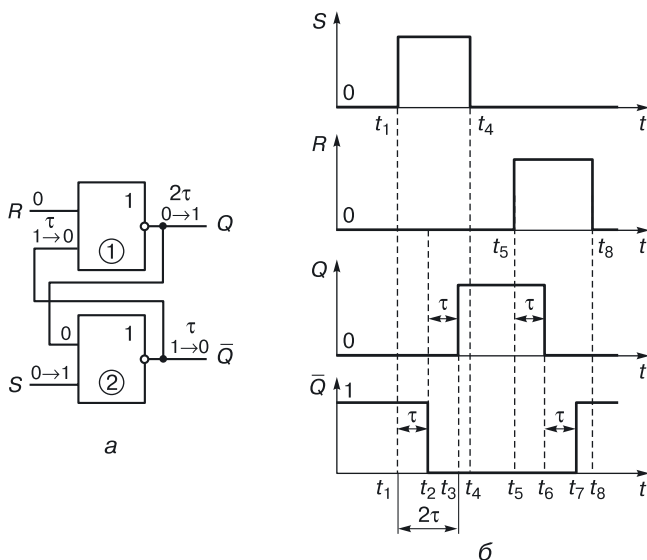 R
0
τ
1→0
1
①
2τ
0→1
Q
0
S
0→1
1
②
τ
1→0
Q̅
а
S
0
t₁
t₄
t
R
0
t₅
t₈
t
Q
τ
τ
0
t
Q̅
1
τ
τ
t₁
t₂
t₃
t₄
t₅
t₆
t₇
t₈
t
2τ
б